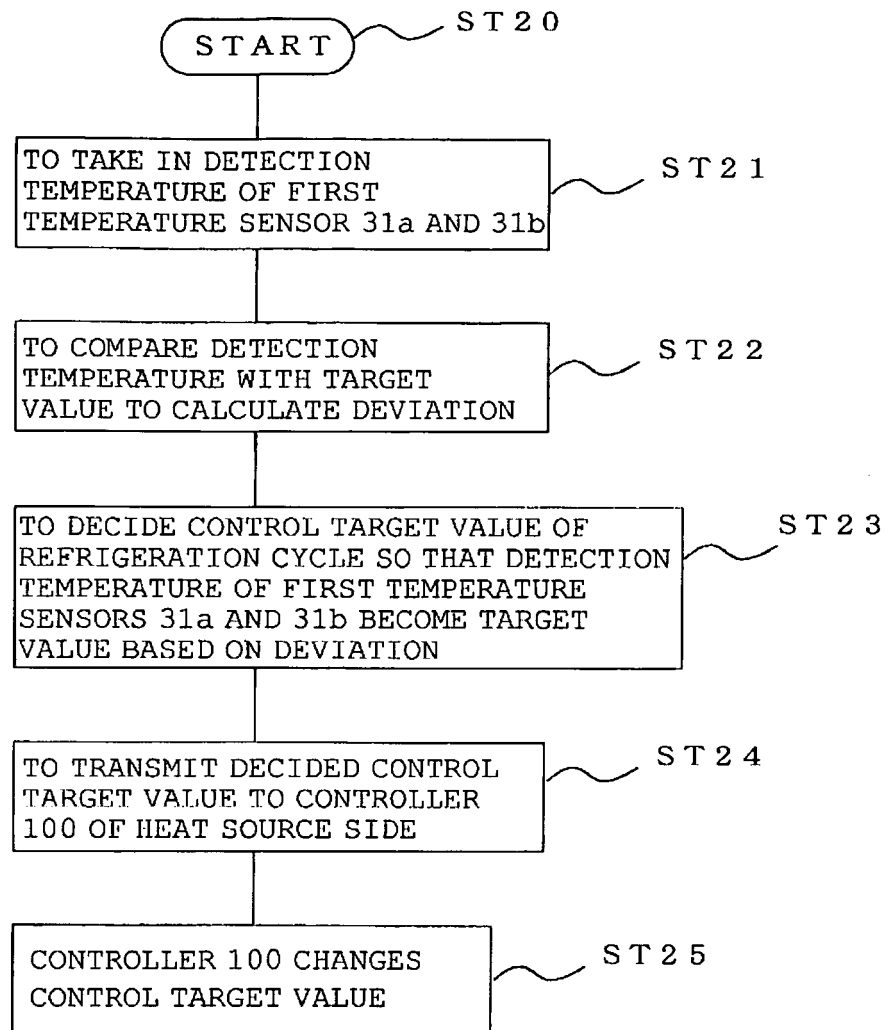 START
ST20
TO TAKE IN DETECTION
TEMPERATURE OF FIRST
TEMPERATURE SENSOR 31a AND 31b
ST21
TO COMPARE DETECTION
TEMPERATURE WITH TARGET
VALUE TO CALCULATE DEVIATION
ST22
TO DECIDE CONTROL TARGET VALUE OF
REFRIGERATION CYCLE SO THAT DETECTION
TEMPERATURE OF FIRST TEMPERATURE
SENSORS 31a AND 31b BECOME TARGET
VALUE BASED ON DEVIATION
ST23
TO TRANSMIT DECIDED CONTROL
TARGET VALUE TO CONTROLLER
100 OF HEAT SOURCE SIDE
ST24
CONTROLLER 100 CHANGES
CONTROL TARGET VALUE
ST25